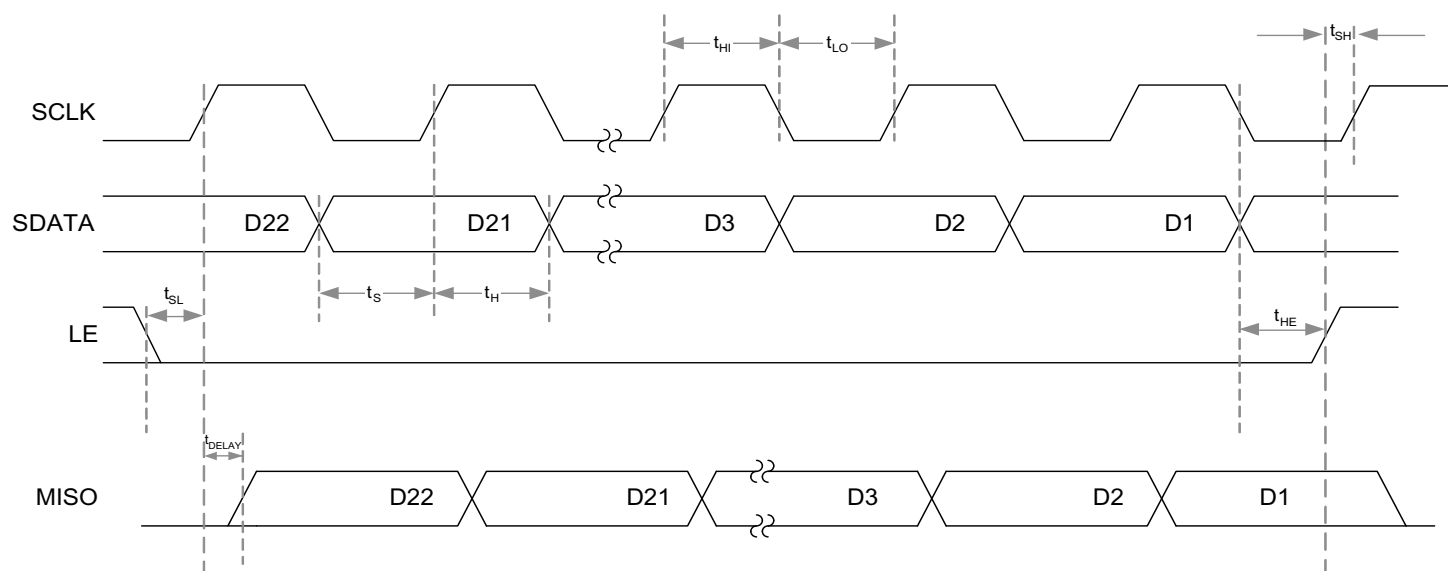 tHI tLO tSH
SCLK
SDATA D22 D21 D3 D2 D1
tSL tS tH tHE
LE
tDELAY
MISO D22 D21 D3 D2 D1